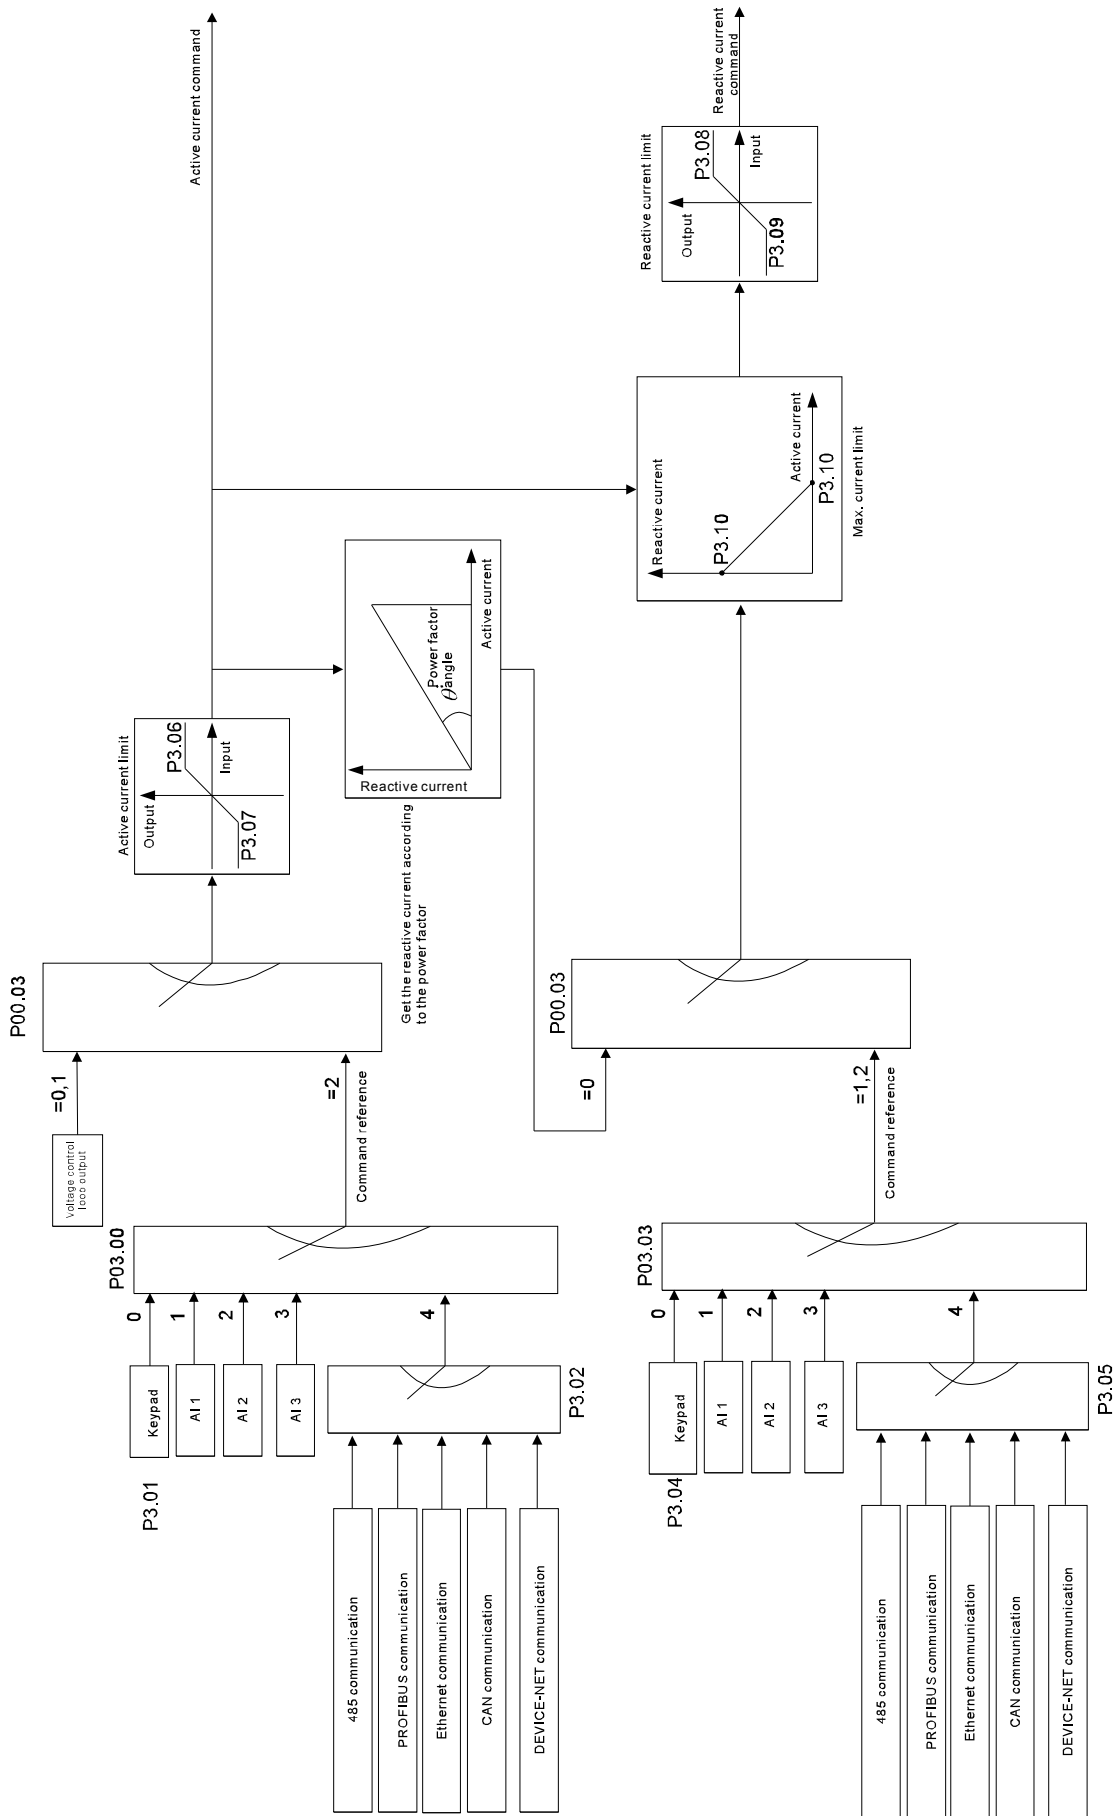 Active current command
Reactive current
command
Reactive current limit
Output
P3.08
Input
P3.09
Reactive current
P3.10
Active current
P3.10
Max. current limit
Active current limit
Output
P3.06
Input
P3.07
Reactive current
Power factor
angle
θ
Active current
Get the reactive current according
to the power factor
P00.03
=0,1
Voltage control
loop output
=2
Command reference
P03.00
0
1
2
3
4
Keypad
AI 1
AI 2
AI 3
P3.01
P3.02
485 communication
PROFIBUS communication
Ethernet communication
CAN communication
DEVICE-NET communication
P00.03
=0
=1,2
Command reference
P03.03
0
1
2
3
4
Keypad
AI 1
AI 2
AI 3
P3.04
P3.05
485 communication
PROFIBUS communication
Ethernet communication
CAN communication
DEVICE-NET communication